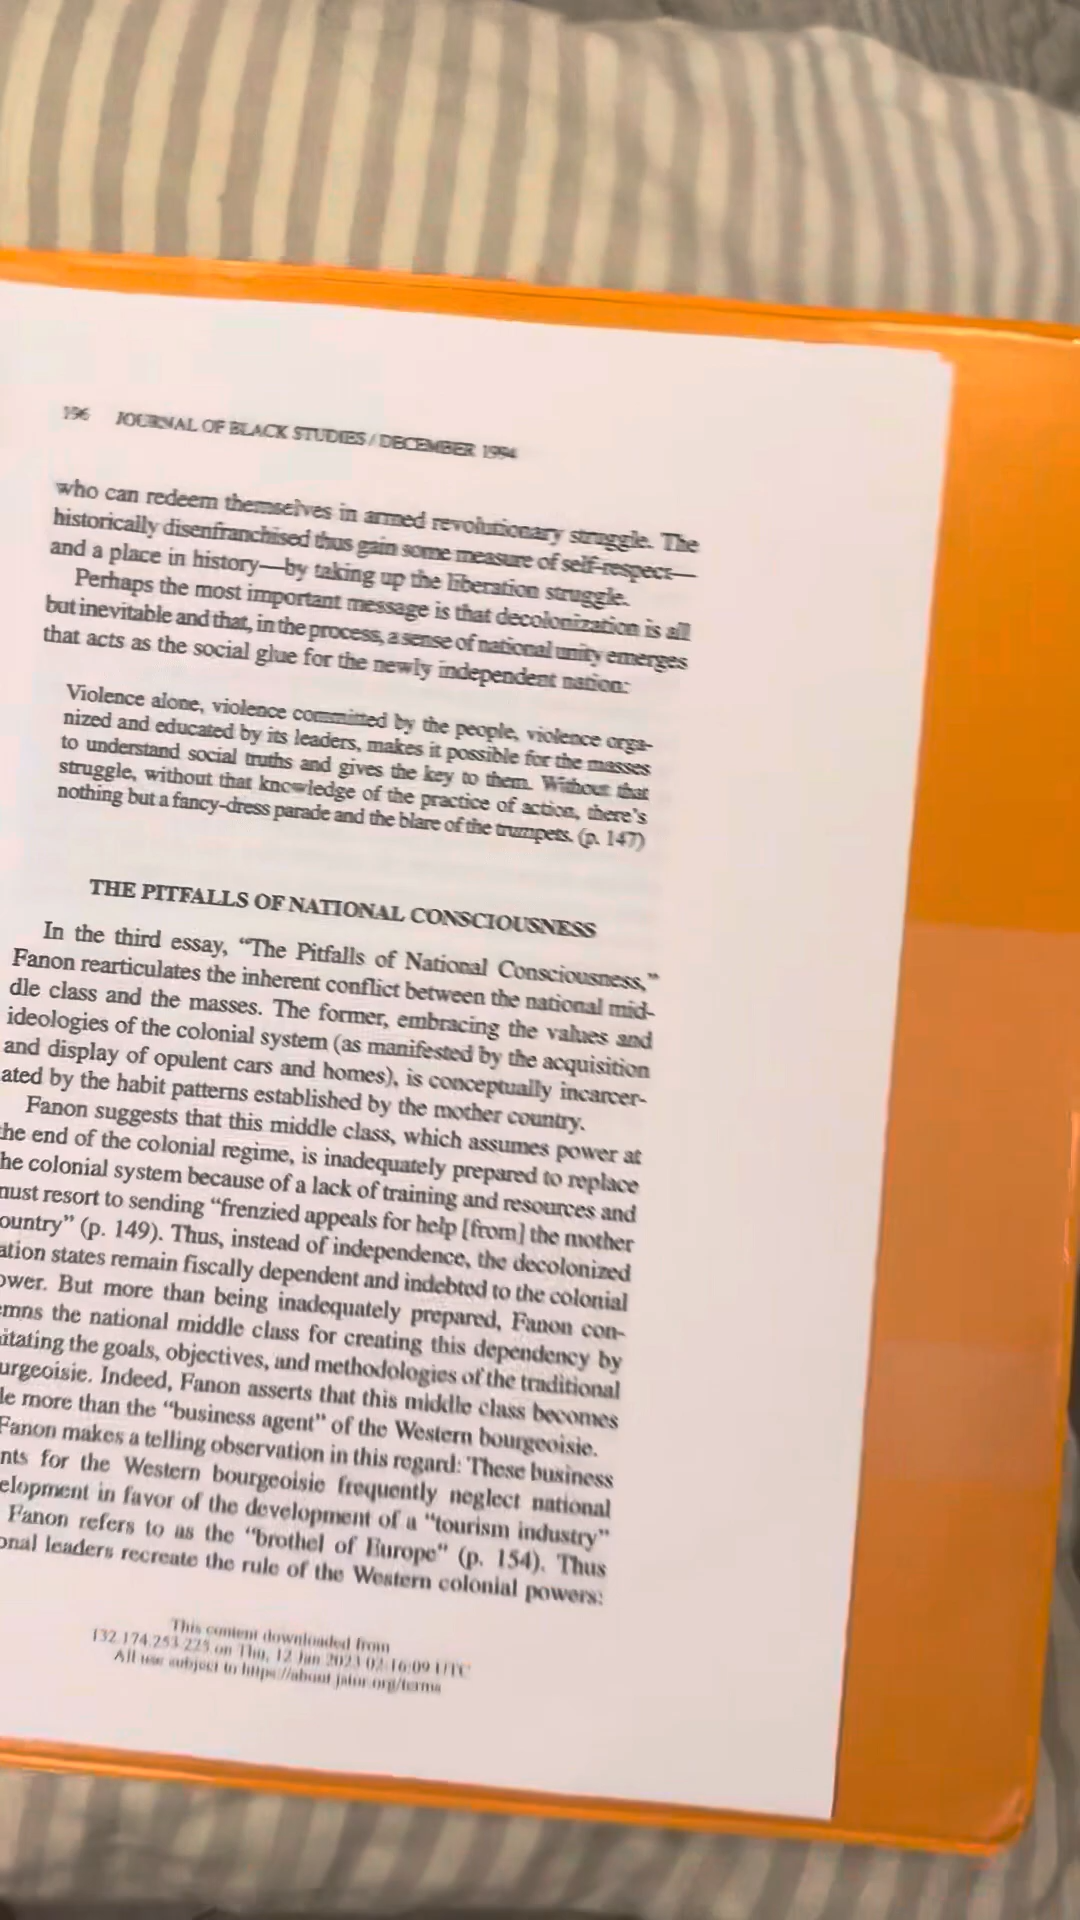 196 JOURNAL OF BLACK STUDIES / DECEMBER 1994
who can redeem themselves in armed revolutionary struggle. The
historically disenfranchised thus gain some measure of self-respect—
and a place in history—by taking up the liberation struggle.
Perhaps the most important message is that decolonization is all
but inevitable and that, in the process, a sense of national unity emerges
that acts as the social glue for the newly independent nation:
Violence alone, violence committed by the people, violence orga-
nized and educated by its leaders, makes it possible for the masses
to understand social truths and gives the key to them. Without that
struggle, without that knowledge of the practice of action, there's
nothing but a fancy-dress parade and the blare of the trumpets. (p. 147)
THE PITFALLS OF NATIONAL CONSCIOUSNESS
In the third essay, “The Pitfalls of National Consciousness,”
Fanon rearticulates the inherent conflict between the national mid-
dle class and the masses. The former, embracing the values and
ideologies of the colonial system (as manifested by the acquisition
and display of opulent cars and homes), is conceptually incarcer-
ated by the habit patterns established by the mother country.
Fanon suggests that this middle class, which assumes power at
the end of the colonial regime, is inadequately prepared to replace
he colonial system because of a lack of training and resources and
nust resort to sending “frenzied appeals for help [from] the mother
ountry” (p. 149). Thus, instead of independence, the decolonized
ation states remain fiscally dependent and indebted to the colonial
ower. But more than being inadequately prepared, Fanon con-
emns the national middle class for creating this dependency by
itating the goals, objectives, and methodologies of the traditional
urgeoisie. Indeed, Fanon asserts that this middle class becomes
le more than the “business agent” of the Western bourgeoisie.
Fanon makes a telling observation in this regard: These business
nts for the Western bourgeoisie frequently neglect national
elopment in favor of the development of a “tourism industry”
Fanon refers to as the “brothel of Europe” (p. 154). Thus
onal leaders recreate the rule of the Western colonial powers:
This content downloaded from
132.174.253.225 on Thu, 12 Jan 2023 02:16:09 UTC
All use subject to https://about.jstor.org/terms